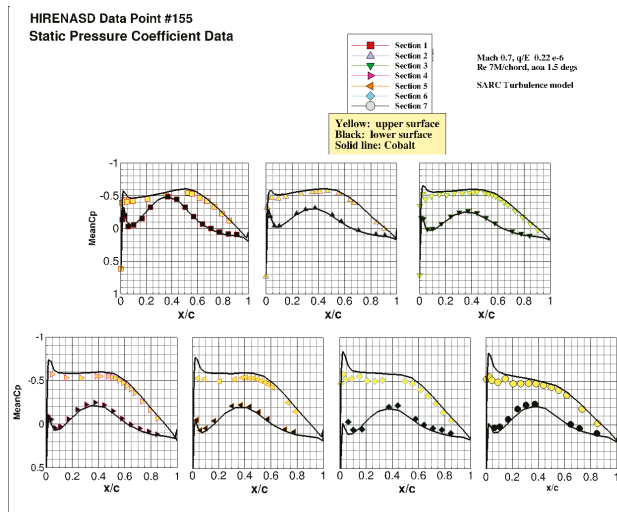 HIRENASD Data Point #155
Static Pressure Coefficient Data
Section 1
Section 2
Section 3
Section 4
Section 5
Section 6
Section 7
Mach 0.7, q/E 0.22 e-6
Re 7M/chord, aoa 1.5 degs
SARC Turbulence model
Yellow: upper surface
Black: lower surface
Solid line: Cobalt
-1
-0.5
0
0.5
1
MeanCp
0 0.2 0.4 0.6 0.8 1
x/c
0 0.2 0.4 0.6 0.8 1
x/c
0 0.2 0.4 0.6 0.8 1
x/c
-1
-0.5
0
0.5
MeanCp
0 0.2 0.4 0.6 0.8 1
x/c
0 0.2 0.4 0.6 0.8 1
x/c
0 0.2 0.4 0.6 0.8 1
x/c
0 0.2 0.4 0.6 0.8 1
x/c